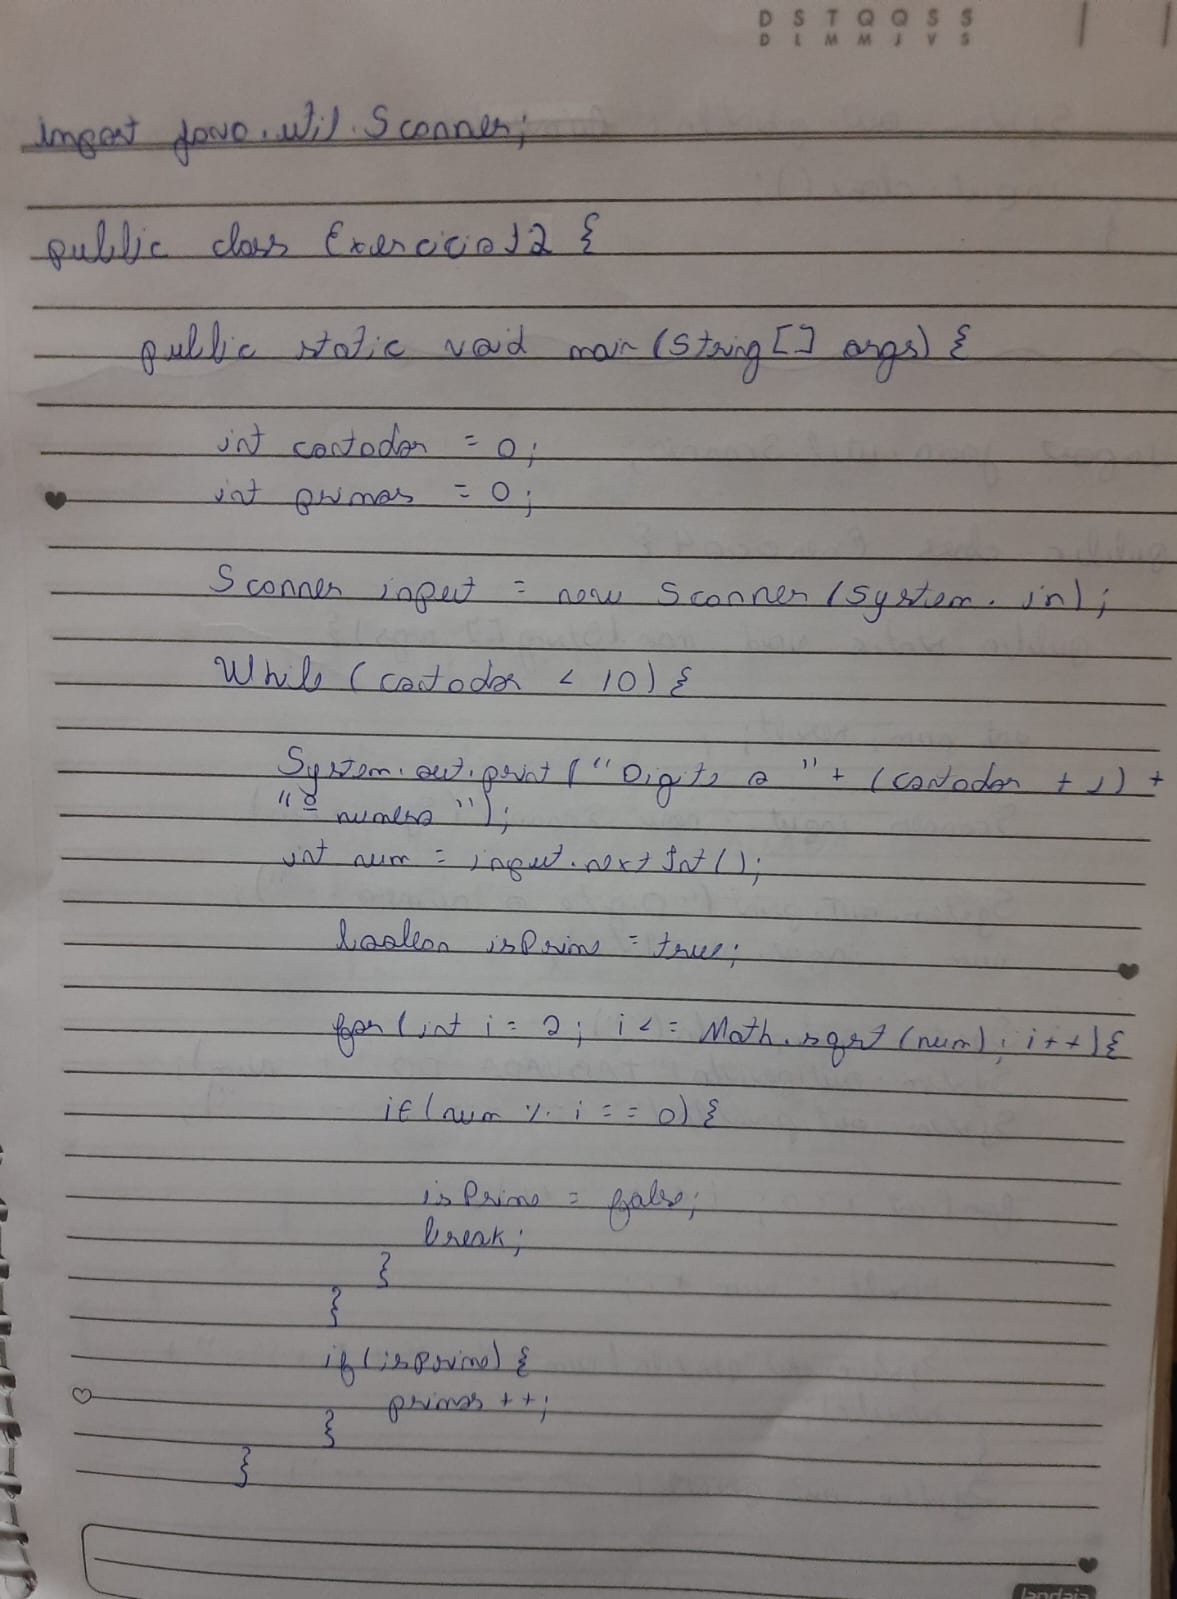 D S T Q Q S S
D L M M J V S
import java.util.Scanner;
public class Exercicio12 {
public static void main (String [] args) {
int contador = 0;
int primos = 0;
Scanner input = new Scanner (System.in);
While (contador < 10) {
System.out.print ("Digite o " + (contador + 1) +
"º numero ");
int num = input.nextInt();
boolean isPrime = true;
for (int i = 2; i <= Math.sqrt (num); i++) {
if (num % i == 0) {
isPrime = false;
break;
}
}
if (isPrime) {
primos ++;
}
}